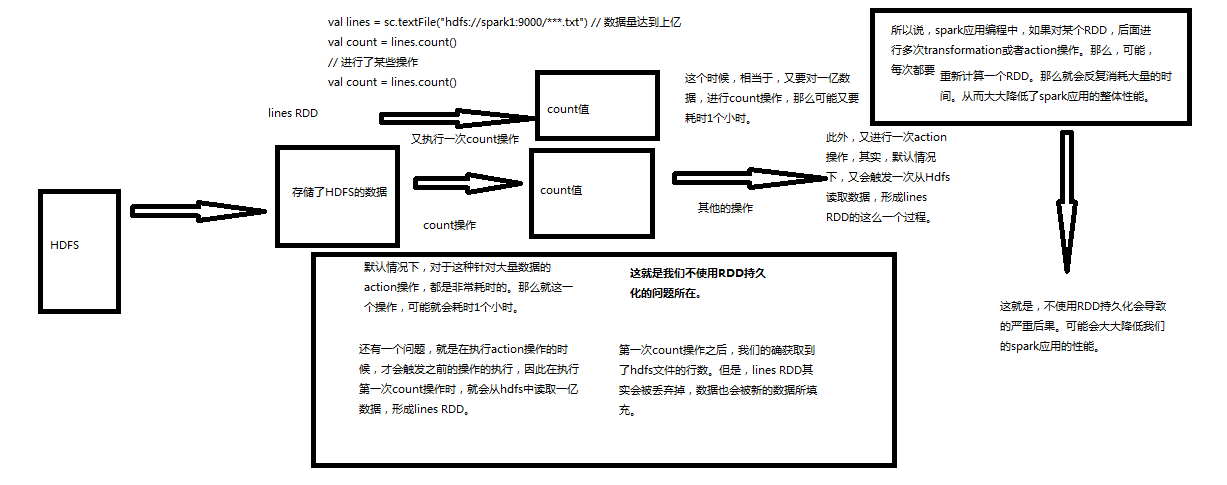 val lines = sc.textFile("hdfs://spark1:9000/***.txt") // 数据量达到上亿
val count = lines.count()
// 进行了某些操作
val count = lines.count()
lines RDD
又执行一次count操作
count值
这个时候，相当于，又要对一亿数
据，进行count操作，那么可能又要
耗时1个小时。
所以说，spark应用编程中，如果对某个RDD，后面进
行多次transformation或者action操作。那么，可能，
每次都要
重新计算一个RDD。那么就会反复消耗大量的时
间。从而大大降低了spark应用的整体性能。
HDFS
存储了HDFS的数据
count操作
count值
其他的操作
此外，又进行一次action
操作，其实，默认情况
下，又会触发一次从Hdfs
读取数据，形成lines
RDD的这么一个过程。
默认情况下，对于这种针对大量数据的
action操作，都是非常耗时的。那么就这一
个操作，可能就会耗时1个小时。
这就是我们不使用RDD持久
化的问题所在。
还有一个问题，就是在执行action操作的时
候，才会触发之前的操作的执行，因此在执行
第一次count操作时，就会从hdfs中读取一亿
数据，形成lines RDD。
第一次count操作之后，我们的确获取到
了hdfs文件的行数。但是，lines RDD其
实会被丢弃掉，数据也会被新的数据所填
充。
这就是，不使用RDD持久化会导致
的严重后果。可能会大大降低我们
的spark应用的性能。